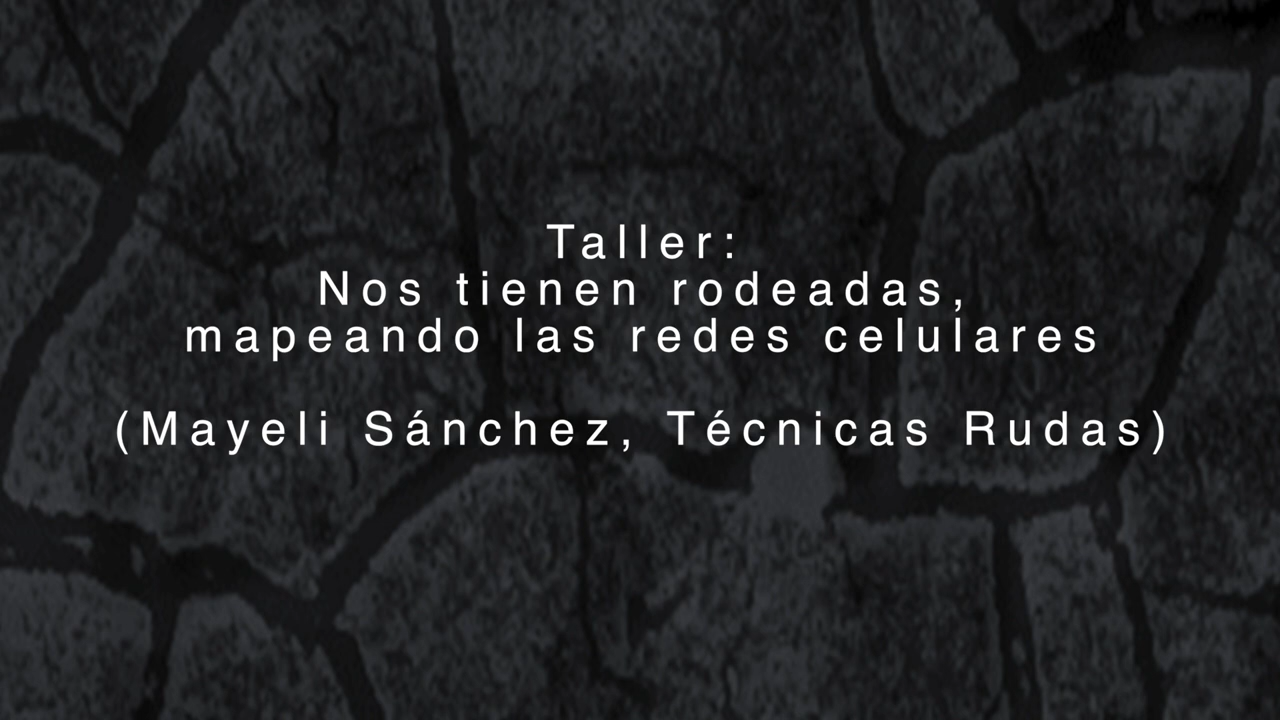 Taller:
Nos tienen rodeadas,
mapeando las redes celulares
(Mayeli Sánchez, Técnicas Rudas)